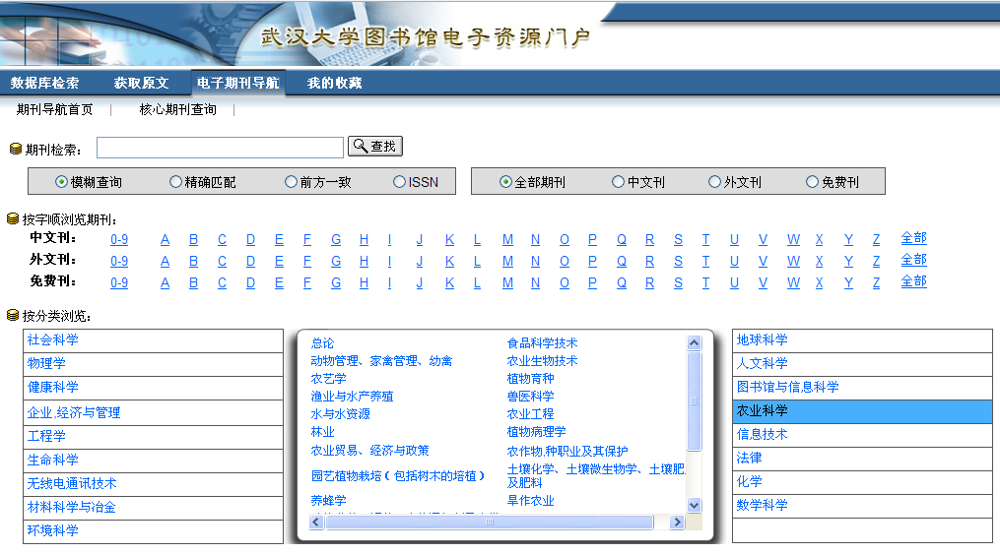 武汉大学图书馆电子资源门户
数据库检索 获取原文 电子期刊导航 我的收藏
期刊导航首页 | 核心期刊查询 |
期刊检索： 查找
模糊查询 精确匹配 前方一致 ISSN 全部期刊 中文刊 外文刊 免费刊
按字顺浏览期刊：
中文刊： 0-9 A B C D E F G H I J K L M N O P Q R S T U V W X Y Z 全部
外文刊： 0-9 A B C D E F G H I J K L M N O P Q R S T U V W X Y Z 全部
免费刊： 0-9 A B C D E F G H I J K L M N O P Q R S T U V W X Y Z 全部
按分类浏览：
社会科学
物理学
健康科学
企业,经济与管理
工程学
生命科学
无线电通讯技术
材料科学与冶金
环境科学
总论 食品科学技术
动物管理、家禽管理、幼禽 农业生物技术
农艺学 植物育种
渔业与水产养殖 兽医科学
水与水资源 农业工程
林业 植物病理学
农业贸易、经济与政策 农作物,种职业及其保护
园艺植物栽培（包括树木的培植） 土壤化学、土壤微生物学、土壤肥
及肥料
养蜂学 旱作农业
地球科学
人文科学
图书馆与信息科学
农业科学
信息技术
法律
化学
数学科学